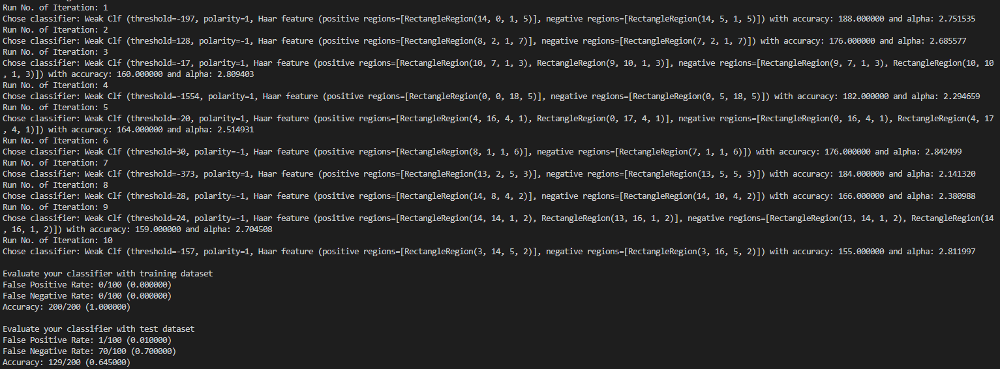 Run No. of Iteration: 1
Chose classifier: Weak Clf (threshold=-197, polarity=1, Haar feature (positive regions=[RectangleRegion(14, 0, 1, 5)], negative regions=[RectangleRegion(14, 5, 1, 5)]) with accuracy: 188.000000 and alpha: 2.751535
Run No. of Iteration: 2
Chose classifier: Weak Clf (threshold=128, polarity=-1, Haar feature (positive regions=[RectangleRegion(8, 2, 1, 7)], negative regions=[RectangleRegion(7, 2, 1, 7)]) with accuracy: 176.000000 and alpha: 2.685577
Run No. of Iteration: 3
Chose classifier: Weak Clf (threshold=-17, polarity=1, Haar feature (positive regions=[RectangleRegion(10, 7, 1, 3), RectangleRegion(9, 10, 1, 3)], negative regions=[RectangleRegion(9, 7, 1, 3), RectangleRegion(10, 10
, 1, 3)]) with accuracy: 160.000000 and alpha: 2.809403
Run No. of Iteration: 4
Chose classifier: Weak Clf (threshold=-1554, polarity=1, Haar feature (positive regions=[RectangleRegion(0, 0, 18, 5)], negative regions=[RectangleRegion(0, 5, 18, 5)]) with accuracy: 182.000000 and alpha: 2.294659
Run No. of Iteration: 5
Chose classifier: Weak Clf (threshold=-20, polarity=1, Haar feature (positive regions=[RectangleRegion(4, 16, 4, 1), RectangleRegion(0, 17, 4, 1)], negative regions=[RectangleRegion(0, 16, 4, 1), RectangleRegion(4, 17
, 4, 1)]) with accuracy: 164.000000 and alpha: 2.514931
Run No. of Iteration: 6
Chose classifier: Weak Clf (threshold=30, polarity=-1, Haar feature (positive regions=[RectangleRegion(8, 1, 1, 6)], negative regions=[RectangleRegion(7, 1, 1, 6)]) with accuracy: 176.000000 and alpha: 2.842499
Run No. of Iteration: 7
Chose classifier: Weak Clf (threshold=-373, polarity=1, Haar feature (positive regions=[RectangleRegion(13, 2, 5, 3)], negative regions=[RectangleRegion(13, 5, 5, 3)]) with accuracy: 184.000000 and alpha: 2.141320
Run No. of Iteration: 8
Chose classifier: Weak Clf (threshold=28, polarity=-1, Haar feature (positive regions=[RectangleRegion(14, 8, 4, 2)], negative regions=[RectangleRegion(14, 10, 4, 2)]) with accuracy: 166.000000 and alpha: 2.380988
Run No. of Iteration: 9
Chose classifier: Weak Clf (threshold=24, polarity=-1, Haar feature (positive regions=[RectangleRegion(14, 14, 1, 2), RectangleRegion(13, 16, 1, 2)], negative regions=[RectangleRegion(13, 14, 1, 2), RectangleRegion(14
, 16, 1, 2)]) with accuracy: 159.000000 and alpha: 2.704508
Run No. of Iteration: 10
Chose classifier: Weak Clf (threshold=-157, polarity=1, Haar feature (positive regions=[RectangleRegion(3, 14, 5, 2)], negative regions=[RectangleRegion(3, 16, 5, 2)]) with accuracy: 155.000000 and alpha: 2.811997

Evaluate your classifier with training dataset
False Positive Rate: 0/100 (0.000000)
False Negative Rate: 0/100 (0.000000)
Accuracy: 200/200 (1.000000)

Evaluate your classifier with test dataset
False Positive Rate: 1/100 (0.010000)
False Negative Rate: 70/100 (0.700000)
Accuracy: 129/200 (0.645000)